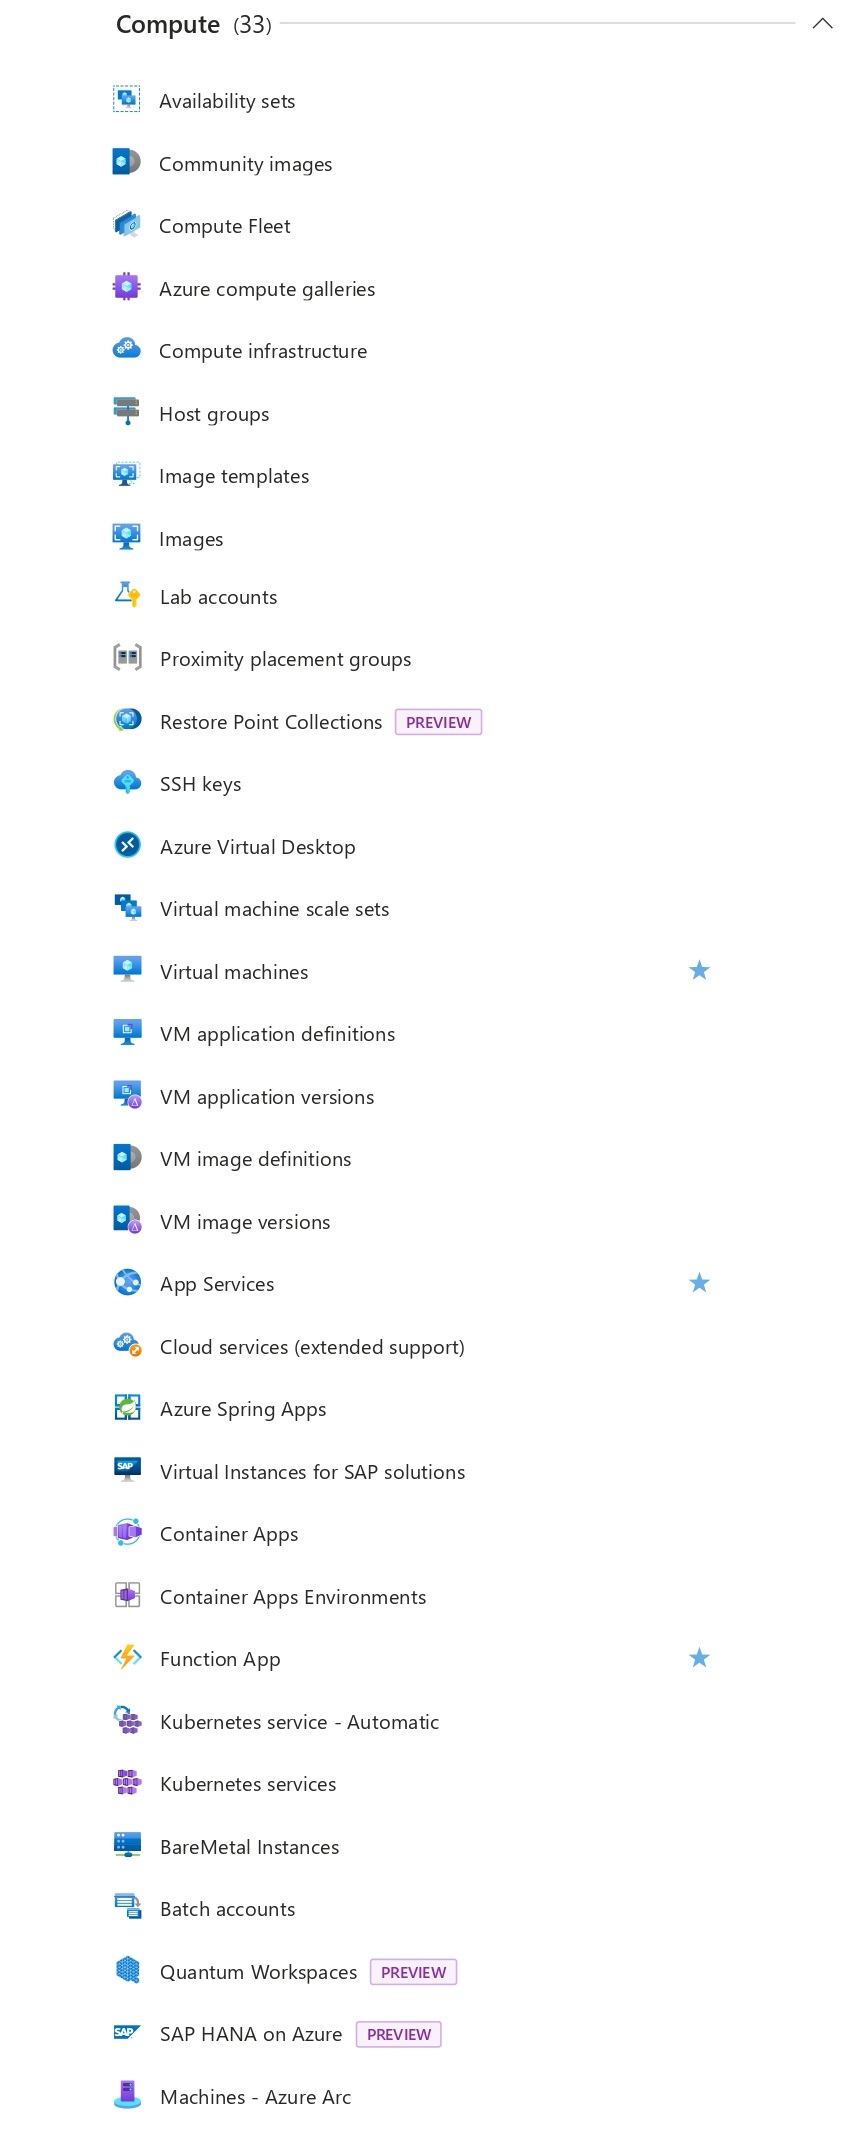 Compute (33)
Availability sets
Community images
Compute Fleet
Azure compute galleries
Compute infrastructure
Host groups
Image templates
Images
Lab accounts
Proximity placement groups
Restore Point Collections PREVIEW
SSH keys
Azure Virtual Desktop
Virtual machine scale sets
Virtual machines
VM application definitions
VM application versions
VM image definitions
VM image versions
App Services
Cloud services (extended support)
Azure Spring Apps
SAP Virtual Instances for SAP solutions
Container Apps
Container Apps Environments
Function App
Kubernetes service - Automatic
Kubernetes services
BareMetal Instances
Batch accounts
Quantum Workspaces PREVIEW
SAP SAP HANA on Azure PREVIEW
Machines - Azure Arc